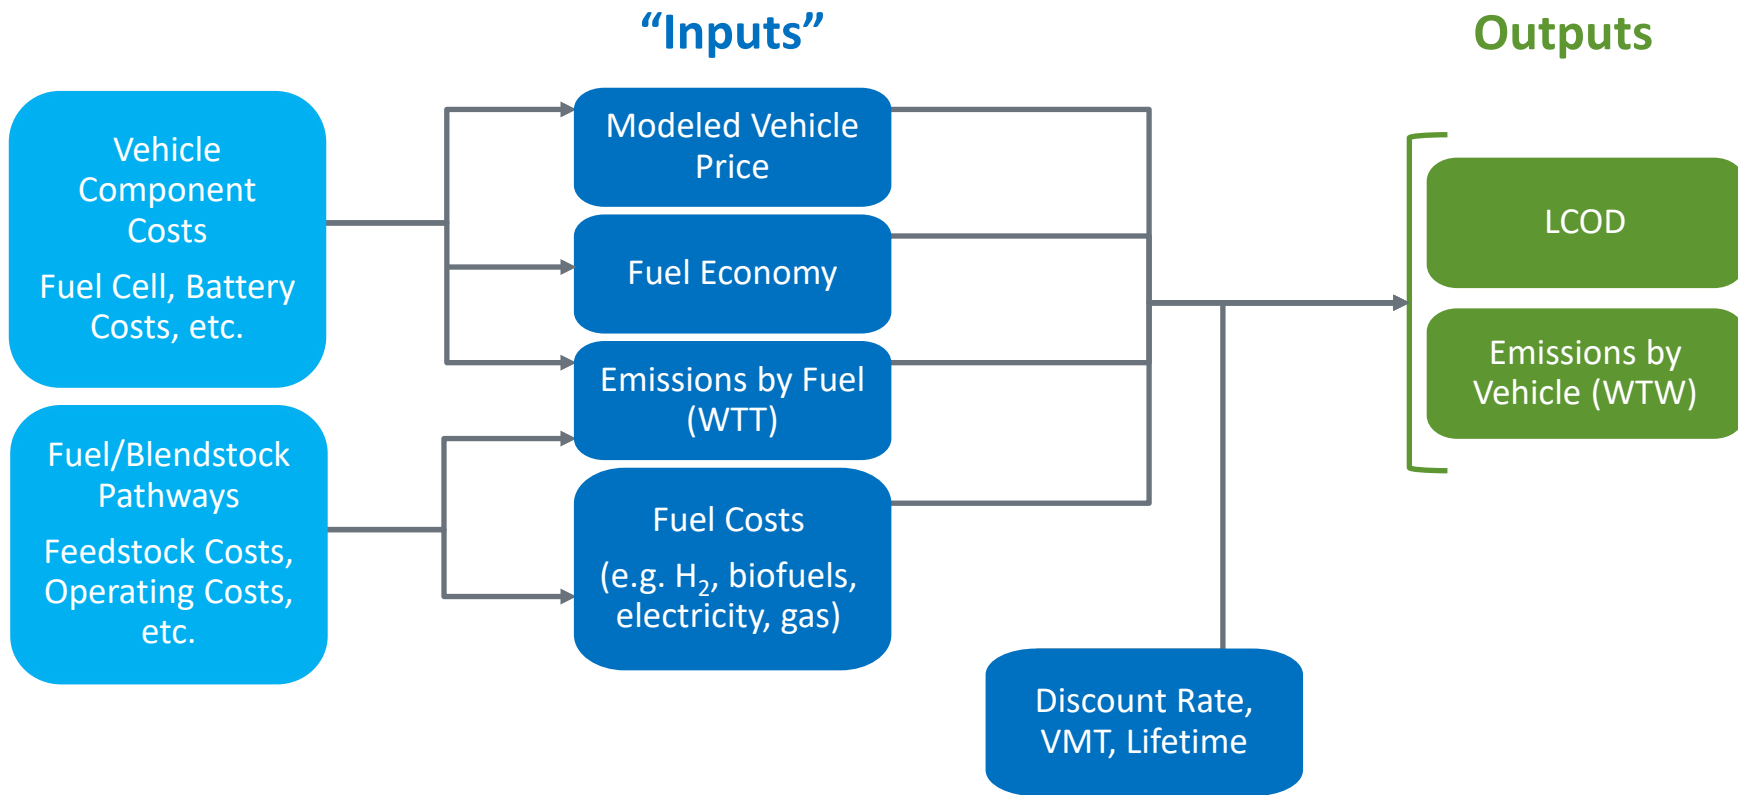 “Inputs”
Outputs
Vehicle
Component
Costs
Fuel Cell, Battery
Costs, etc.
Fuel/Blendstock
Pathways
Feedstock Costs,
Operating Costs,
etc.
Modeled Vehicle
Price
Fuel Economy
Emissions by Fuel
(WTT)
Fuel Costs
(e.g. H₂, biofuels,
electricity, gas)
Discount Rate,
VMT, Lifetime
LCOD
Emissions by
Vehicle (WTW)